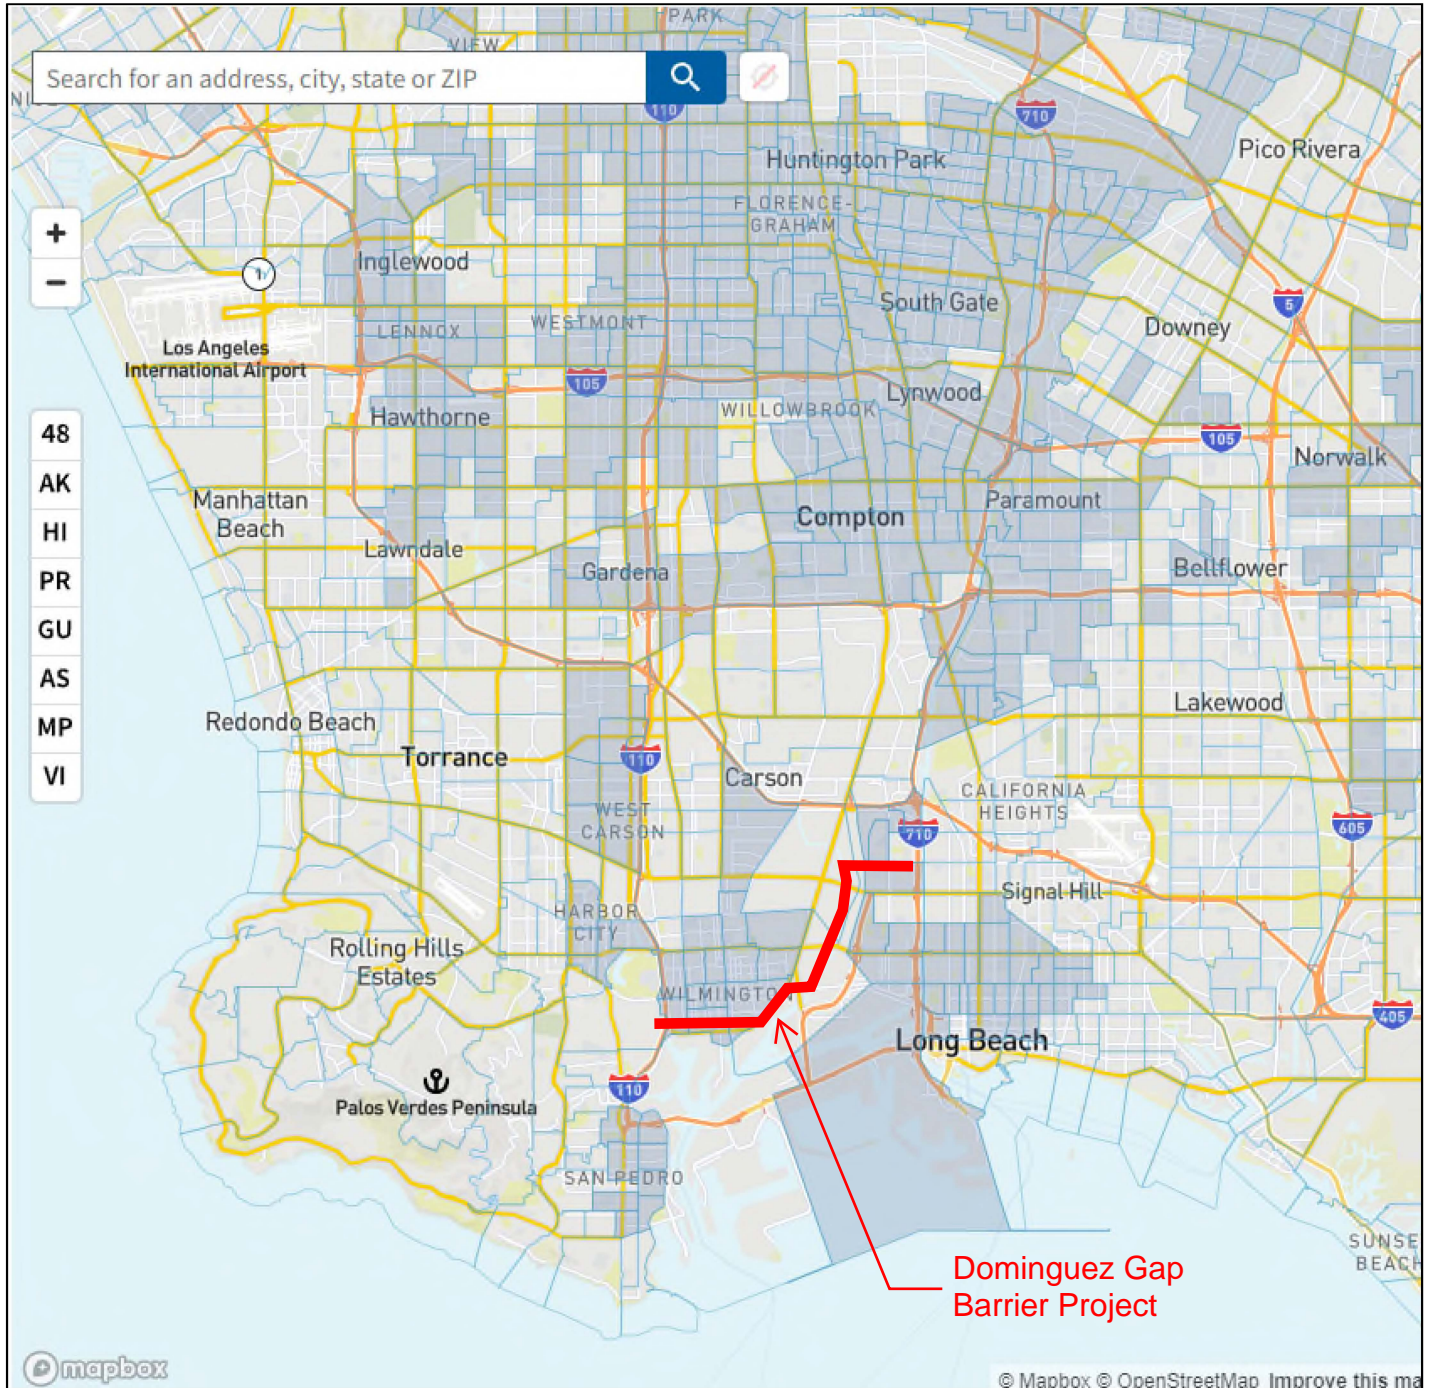 PARK
VIEW
Search for an address, city, state or ZIP
110
710
Pico Rivera
Huntington Park
FLORENCE-
GRAHAM
+
−
1
Inglewood
South Gate
5
LENNOX
WESTMONT
Downey
Los Angeles
International Airport
105
Lynwood
Hawthorne
WILLOWBROOK
48
105
Norwalk
AK
Manhattan
Beach
Paramount
Compton
HI
Lawndale
Gardena
Bellflower
PR
GU
AS
Lakewood
MP
Redondo Beach
Torrance
110
VI
Carson
CALIFORNIA
HEIGHTS
WEST
CARSON
710
605
Signal Hill
HARBOR
CITY
Rolling Hills
Estates
WILMINGTON
405
Long Beach
110
Palos Verdes Peninsula
SAN PEDRO
SUNSE
BEACH
Dominguez Gap
Barrier Project
mapbox
© Mapbox © OpenStreetMap Improve this ma